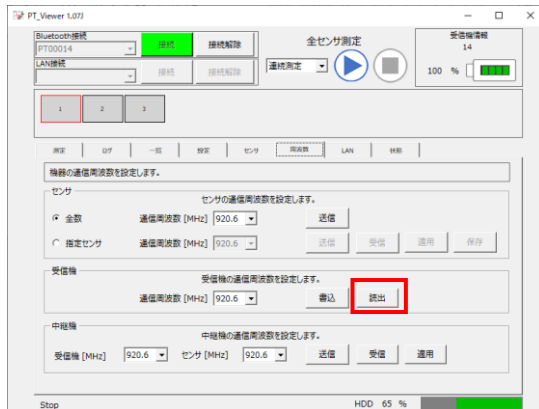 PT_Viewer 1.07J
Bluetooth接続
PT00014
接続
接続解除
LAN接続
接続
接続解除
全センサ測定
連続測定
受信機情報
14
100 %
1
2
3
測定
ログ
一覧
設定
センサ
周波数
LAN
状態
機器の通信周波数を設定します。
センサ
センサの通信周波数を設定します。
全数 通信周波数 [MHz] 920.6 送信
指定センサ 通信周波数 [MHz] 920.6 送信 受信 適用 保存
受信機
受信機の通信周波数を設定します。
通信周波数 [MHz] 920.6 書込 読出
中継機
中継機の通信周波数を設定します。
受信機 [MHz] 920.6 センサ [MHz] 920.6 送信 受信 適用
Stop
HDD 65 %